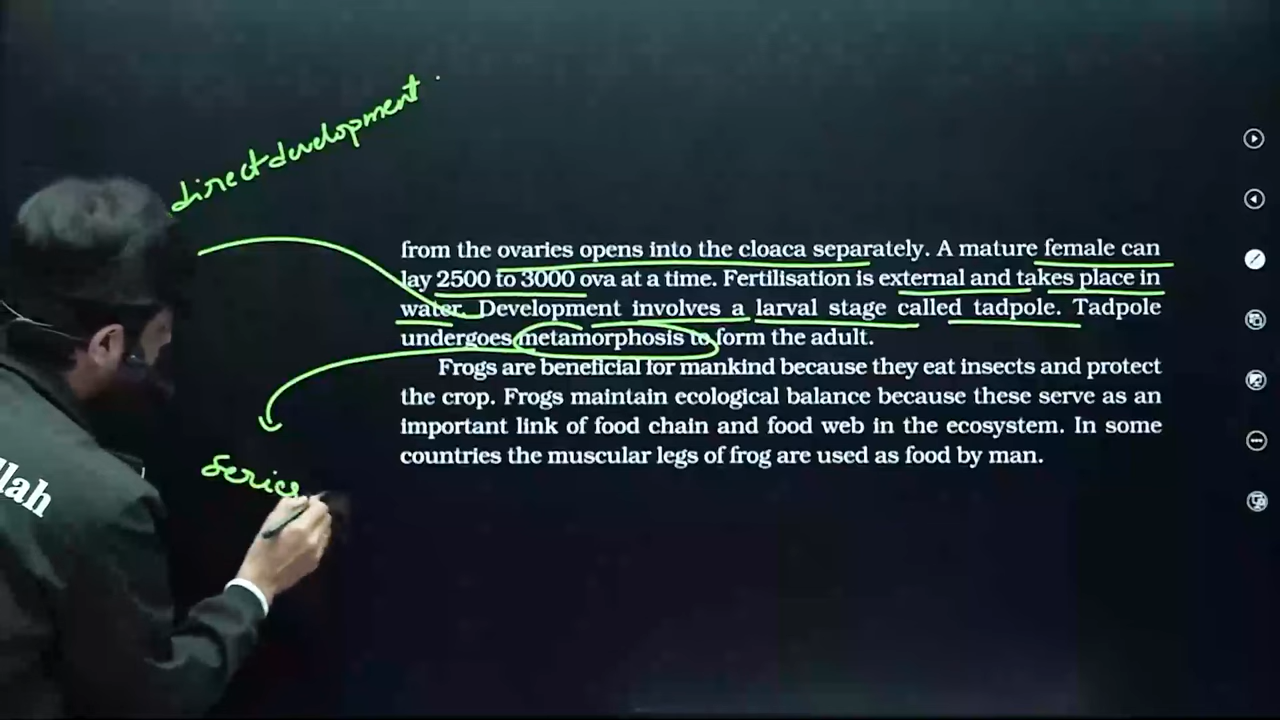 direct development
from the ovaries opens into the cloaca separately. A mature female can
lay 2500 to 3000 ova at a time. Fertilisation is external and takes place in
water. Development involves a larval stage called tadpole. Tadpole
undergoes metamorphosis to form the adult.
Frogs are beneficial for mankind because they eat insects and protect
the crop. Frogs maintain ecological balance because these serve as an
important link of food chain and food web in the ecosystem. In some
countries the muscular legs of frog are used as food by man.
Series
llah